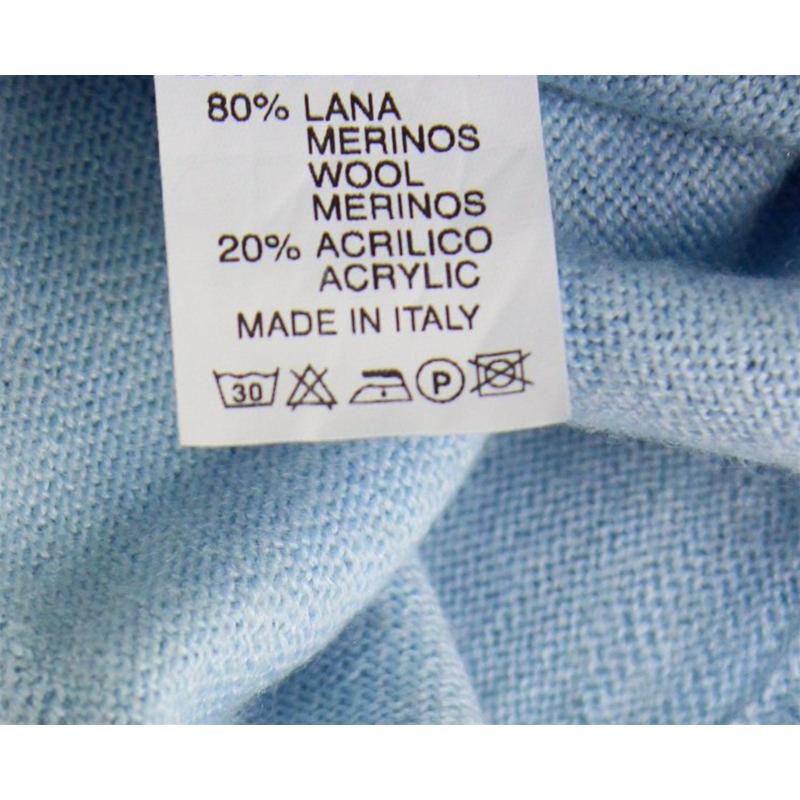 80% LANA
MERINOS
WOOL
MERINOS
20% ACRILICO
ACRYLIC
MADE IN ITALY
30 P